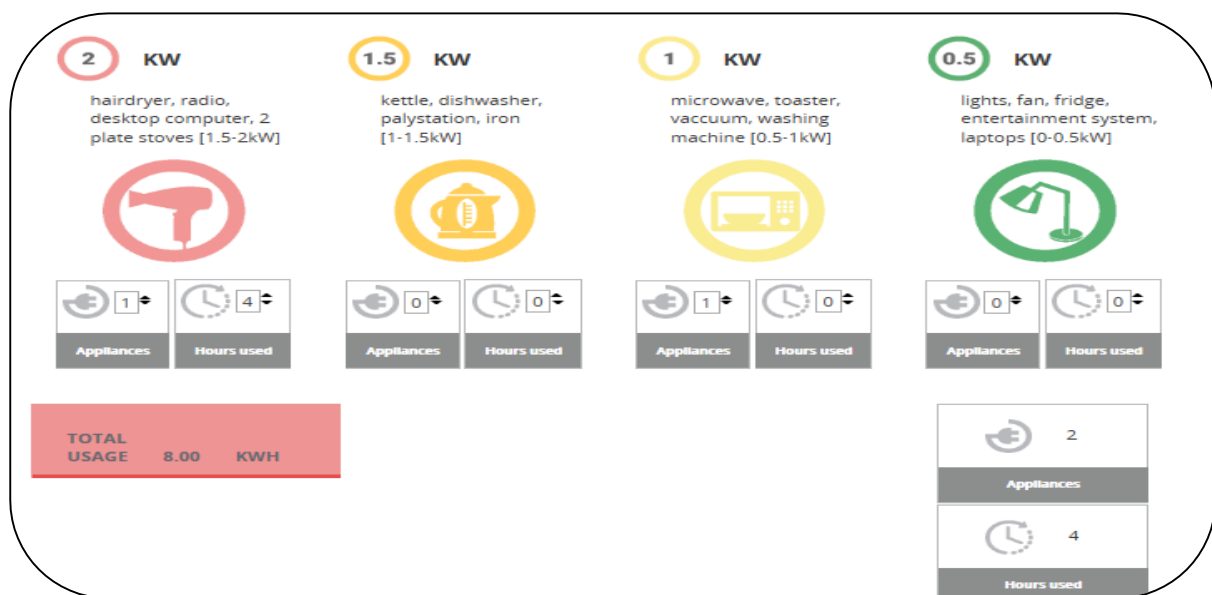 2 KW
1.5 KW
1 KW
0.5 KW
hairdryer, radio,
desktop computer, 2
plate stoves [1.5-2kW]
kettle, dishwasher,
palystation, iron
[1-1.5kW]
microwave, toaster,
vaccuum, washing
machine [0.5-1kW]
lights, fan, fridge,
entertainment system,
laptops [0-0.5kW]
1
4
0
0
1
0
0
0
Appliances
Hours used
Appliances
Hours used
Appliances
Hours used
Appliances
Hours used
TOTAL
USAGE 8.00 KWH
2
Appliances
4
Hours used